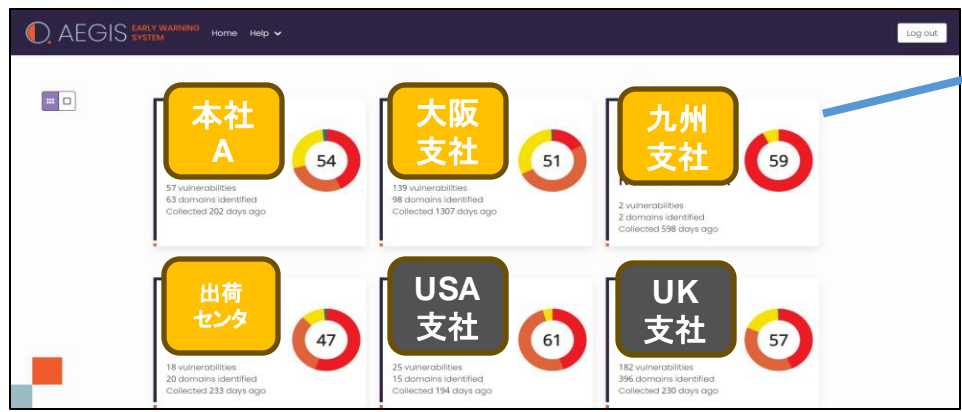 AEGIS EARLY WARNING SYSTEM Home Help Log out
本社
A
54
57 vulnerabilities
63 domains identified
Collected 202 days ago
大阪
支社
51
139 vulnerabilities
98 domains identified
Collected 1307 days ago
九州
支社
59
2 vulnerabilities
2 domains identified
Collected 598 days ago
出荷
センタ
47
18 vulnerabilities
20 domains identified
Collected 233 days ago
USA
支社
61
25 vulnerabilities
15 domains identified
Collected 194 days ago
UK
支社
57
182 vulnerabilities
396 domains identified
Collected 230 days ago